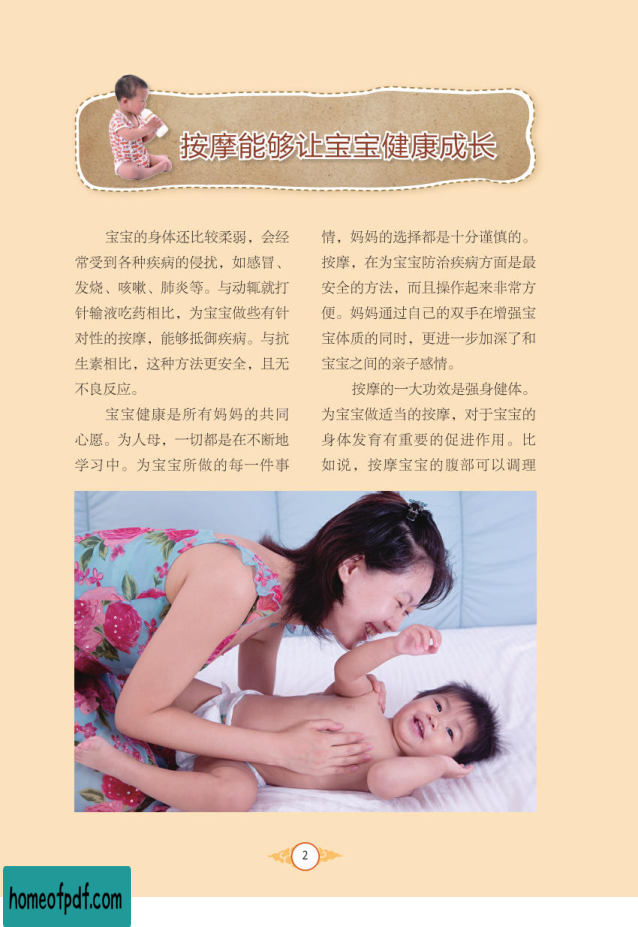 按摩能够让宝宝健康成长
宝宝的身体还比较柔弱，会经
常受到各种疾病的侵扰，如感冒、
发烧、咳嗽、肺炎等。与动辄就打
针输液吃药相比，为宝宝做些有针
对性的按摩，能够抵御疾病。与抗
生素相比，这种方法更安全，且无
不良反应。
宝宝健康是所有妈妈的共同
心愿。为人母，一切都是在不断地
学习中。为宝宝所做的每一件事
情，妈妈的选择都是十分谨慎的。
按摩，在为宝宝防治疾病方面是最
安全的方法，而且操作起来非常方
便。妈妈通过自己的双手在增强宝
宝体质的同时，更进一步加深了和
宝宝之间的亲子感情。
按摩的一大功效是强身健体。
为宝宝做适当的按摩，对于宝宝的
身体发育有重要的促进作用。比
如说，按摩宝宝的腹部可以调理
2
homeofpdf.com